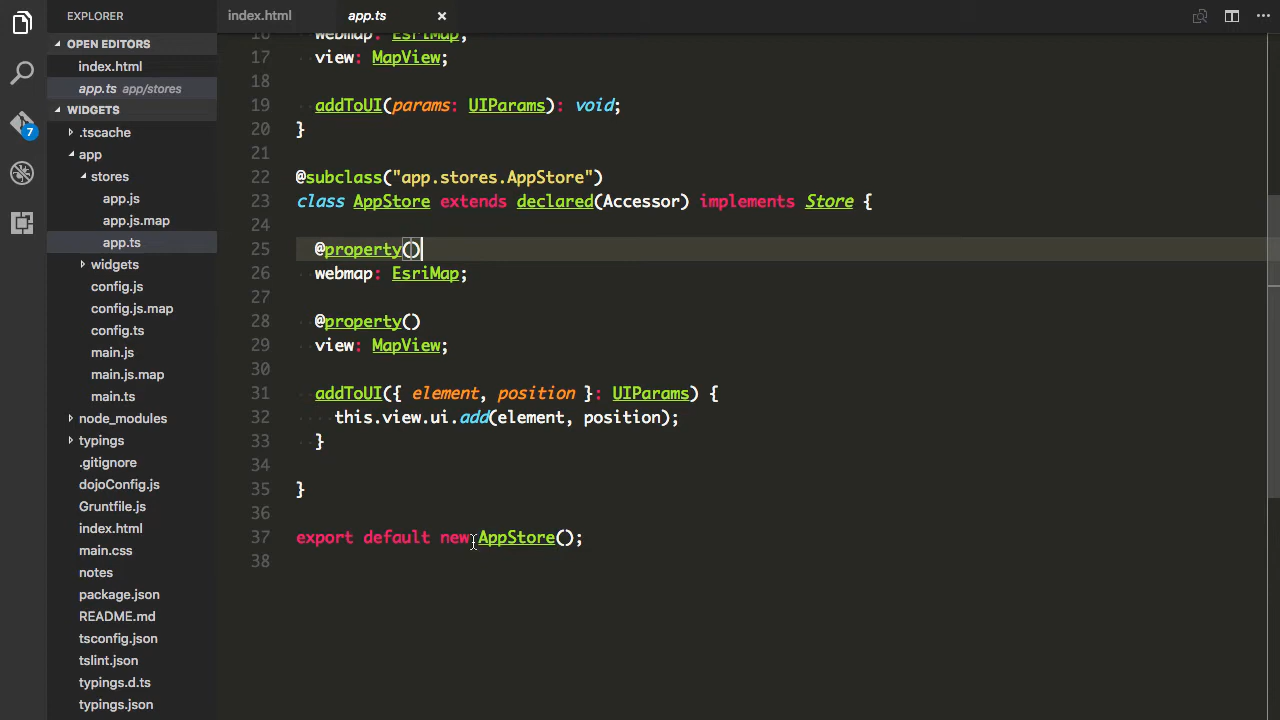 index.html
app.ts
EXPLORER
OPEN EDITORS
index.html
app.ts app/stores
WIDGETS
7
.tscache
app
stores
app.js
app.js.map
app.ts
widgets
config.js
config.js.map
config.ts
main.js
main.js.map
main.ts
node_modules
typings
.gitignore
dojoConfig.js
Gruntfile.js
index.html
main.css
notes
package.json
README.md
tsconfig.json
tslint.json
typings.d.ts
typings.json
16 webmap: EsriMap;
17 view: MapView;
18
19 addToUI(params: UIParams): void;
20 }
21
22 @subclass("app.stores.AppStore")
23 class AppStore extends declared(Accessor) implements Store {
24
25 @property()
26 webmap: EsriMap;
27
28 @property()
29 view: MapView;
30
31 addToUI({ element, position }: UIParams) {
32 this.view.ui.add(element, position);
33 }
34
35 }
36
37 export default new AppStore();
38